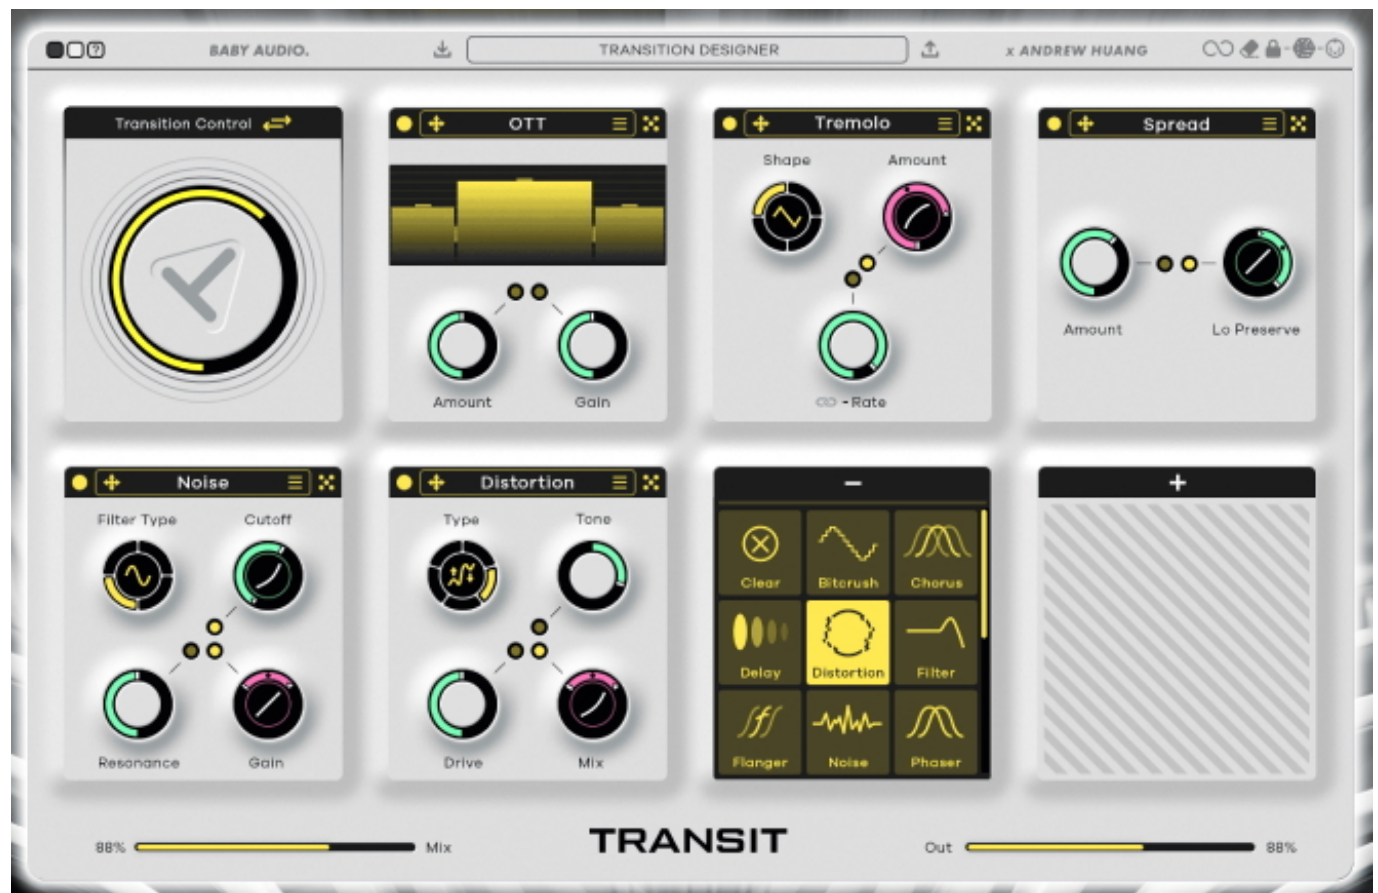 ?
BABY AUDIO.
TRANSITION DESIGNER
x ANDREW HUANG
Transition Control
OTT
Amount
Gain
Tremolo
Shape
Amount
- Rate
Spread
Amount
Lo Preserve
Noise
Filter Type
Cutoff
Resonance
Gain
Distortion
Type
Tone
Drive
Mix
−
Clear
Bitcrush
Chorus
Delay
Distortion
Filter
Flanger
Noise
Phaser
+
88%
Mix
TRANSIT
Out
88%